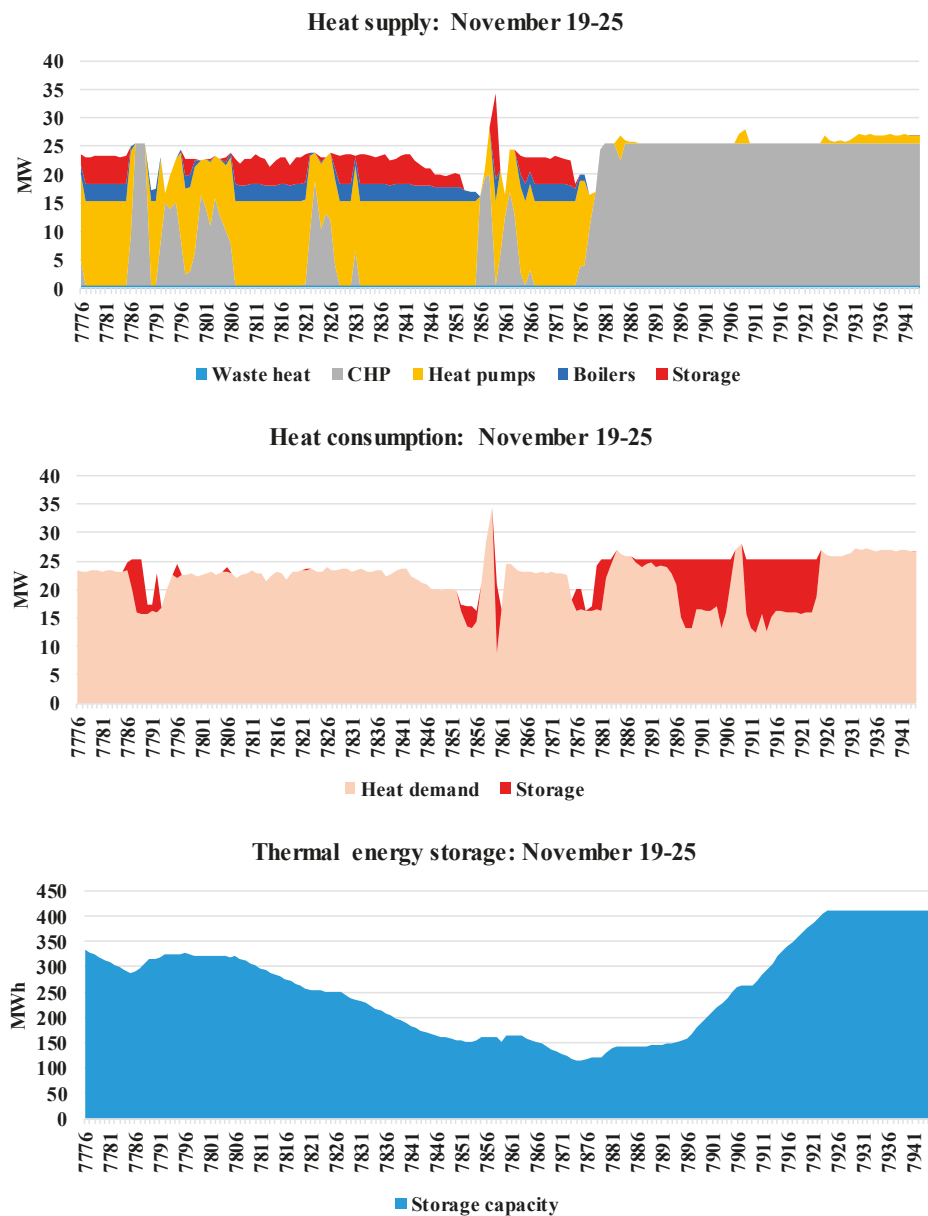 Heat supply: November 19-25
40
35
30
25
20
15
10
5
0
MW
7776 7781 7786 7791 7796 7801 7806 7811 7816 7821 7826 7831 7836 7841 7846 7851 7856 7861 7866 7871 7876 7881 7886 7891 7896 7901 7906 7911 7916 7921 7926 7931 7936 7941
Waste heat CHP Heat pumps Boilers Storage
Heat consumption: November 19-25
40
35
30
25
20
15
10
5
0
MW
7776 7781 7786 7791 7796 7801 7806 7811 7816 7821 7826 7831 7836 7841 7846 7851 7856 7861 7866 7871 7876 7881 7886 7891 7896 7901 7906 7911 7916 7921 7926 7931 7936 7941
Heat demand Storage
Thermal energy storage: November 19-25
450
400
350
300
250
200
150
100
50
0
MWh
7776 7781 7786 7791 7796 7801 7806 7811 7816 7821 7826 7831 7836 7841 7846 7851 7856 7861 7866 7871 7876 7881 7886 7891 7896 7901 7906 7911 7916 7921 7926 7931 7936 7941
Storage capacity